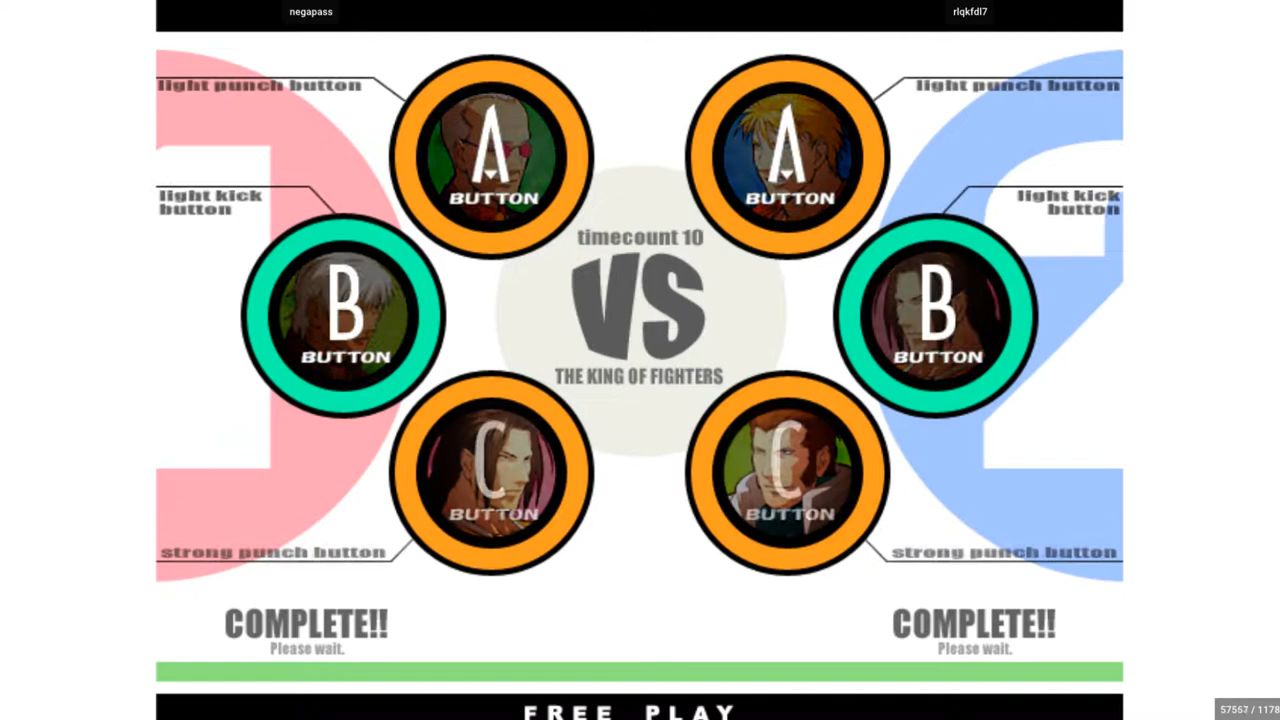 negapass
rlqkfdl7
light punch button
light punch button
A
BUTTON
A
BUTTON
light kick
button
light kick
button
timecount 10
VS
THE KING OF FIGHTERS
B
BUTTON
B
BUTTON
C
BUTTON
C
BUTTON
strong punch button
strong punch button
COMPLETE!!
Please wait.
COMPLETE!!
Please wait.
FREE PLAY
57567 / 1178